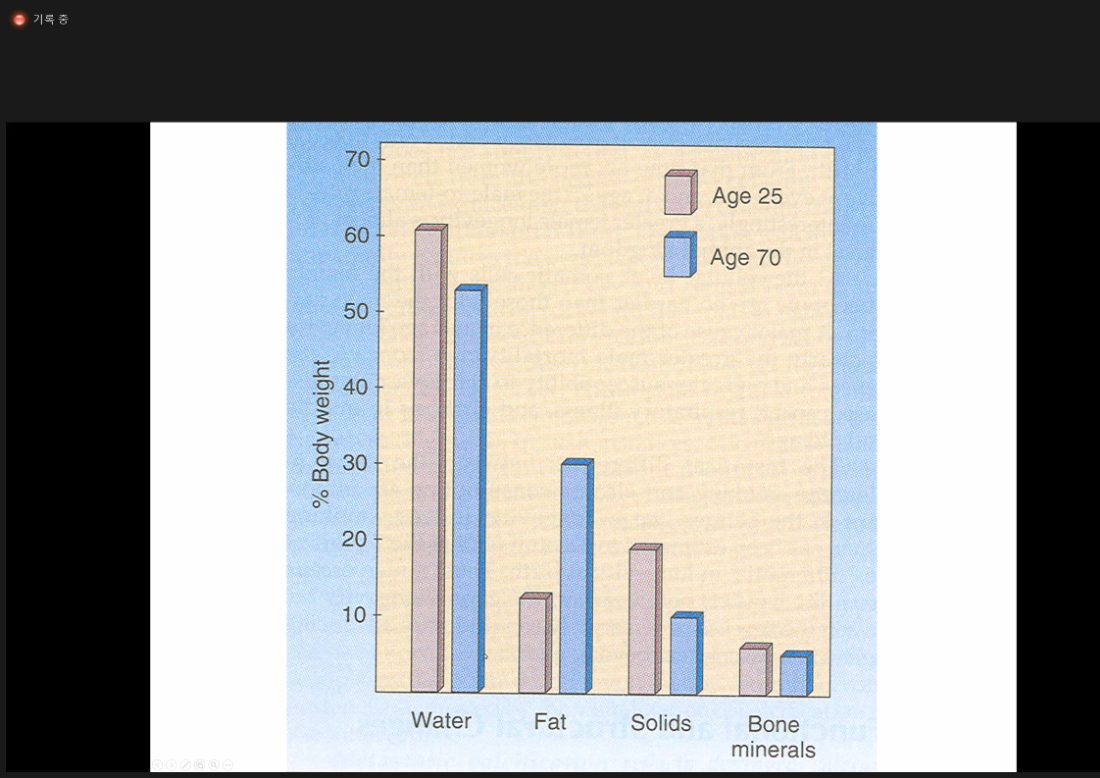 기록 중
70
60
50
40
30
20
10
% Body weight
Age 25
Age 70
Water
Fat
Solids
Bone
minerals